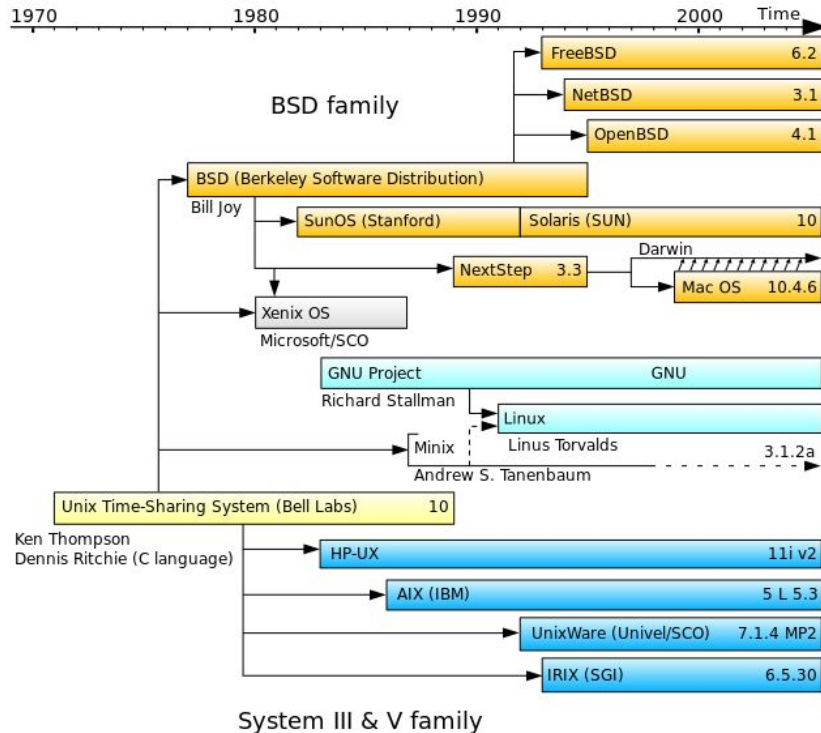 1970 1980 1990 2000 Time
FreeBSD 6.2
BSD family
NetBSD 3.1
OpenBSD 4.1
BSD (Berkeley Software Distribution)
Bill Joy
SunOS (Stanford) Solaris (SUN) 10
Darwin
NextStep 3.3
Mac OS 10.4.6
Xenix OS
Microsoft/SCO
GNU Project GNU
Richard Stallman
Linux
Linus Torvalds
Minix
3.1.2a
Andrew S. Tanenbaum
Unix Time-Sharing System (Bell Labs) 10
Ken Thompson
Dennis Ritchie (C language)
HP-UX 11i v2
AIX (IBM) 5 L 5.3
UnixWare (Univel/SCO) 7.1.4 MP2
IRIX (SGI) 6.5.30
System III & V family